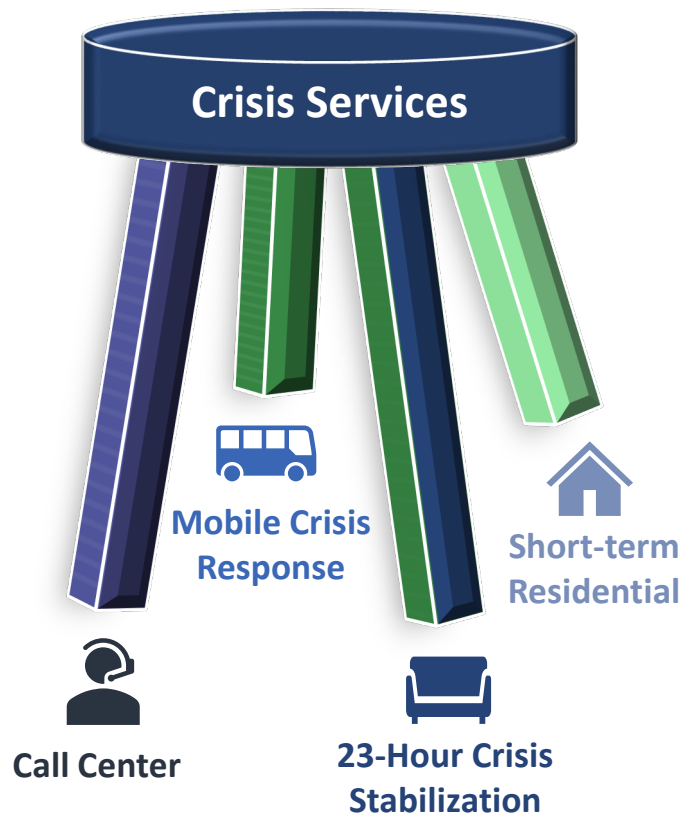 Crisis Services
Mobile Crisis
Response
Short-term
Residential
Call Center
23-Hour Crisis
Stabilization